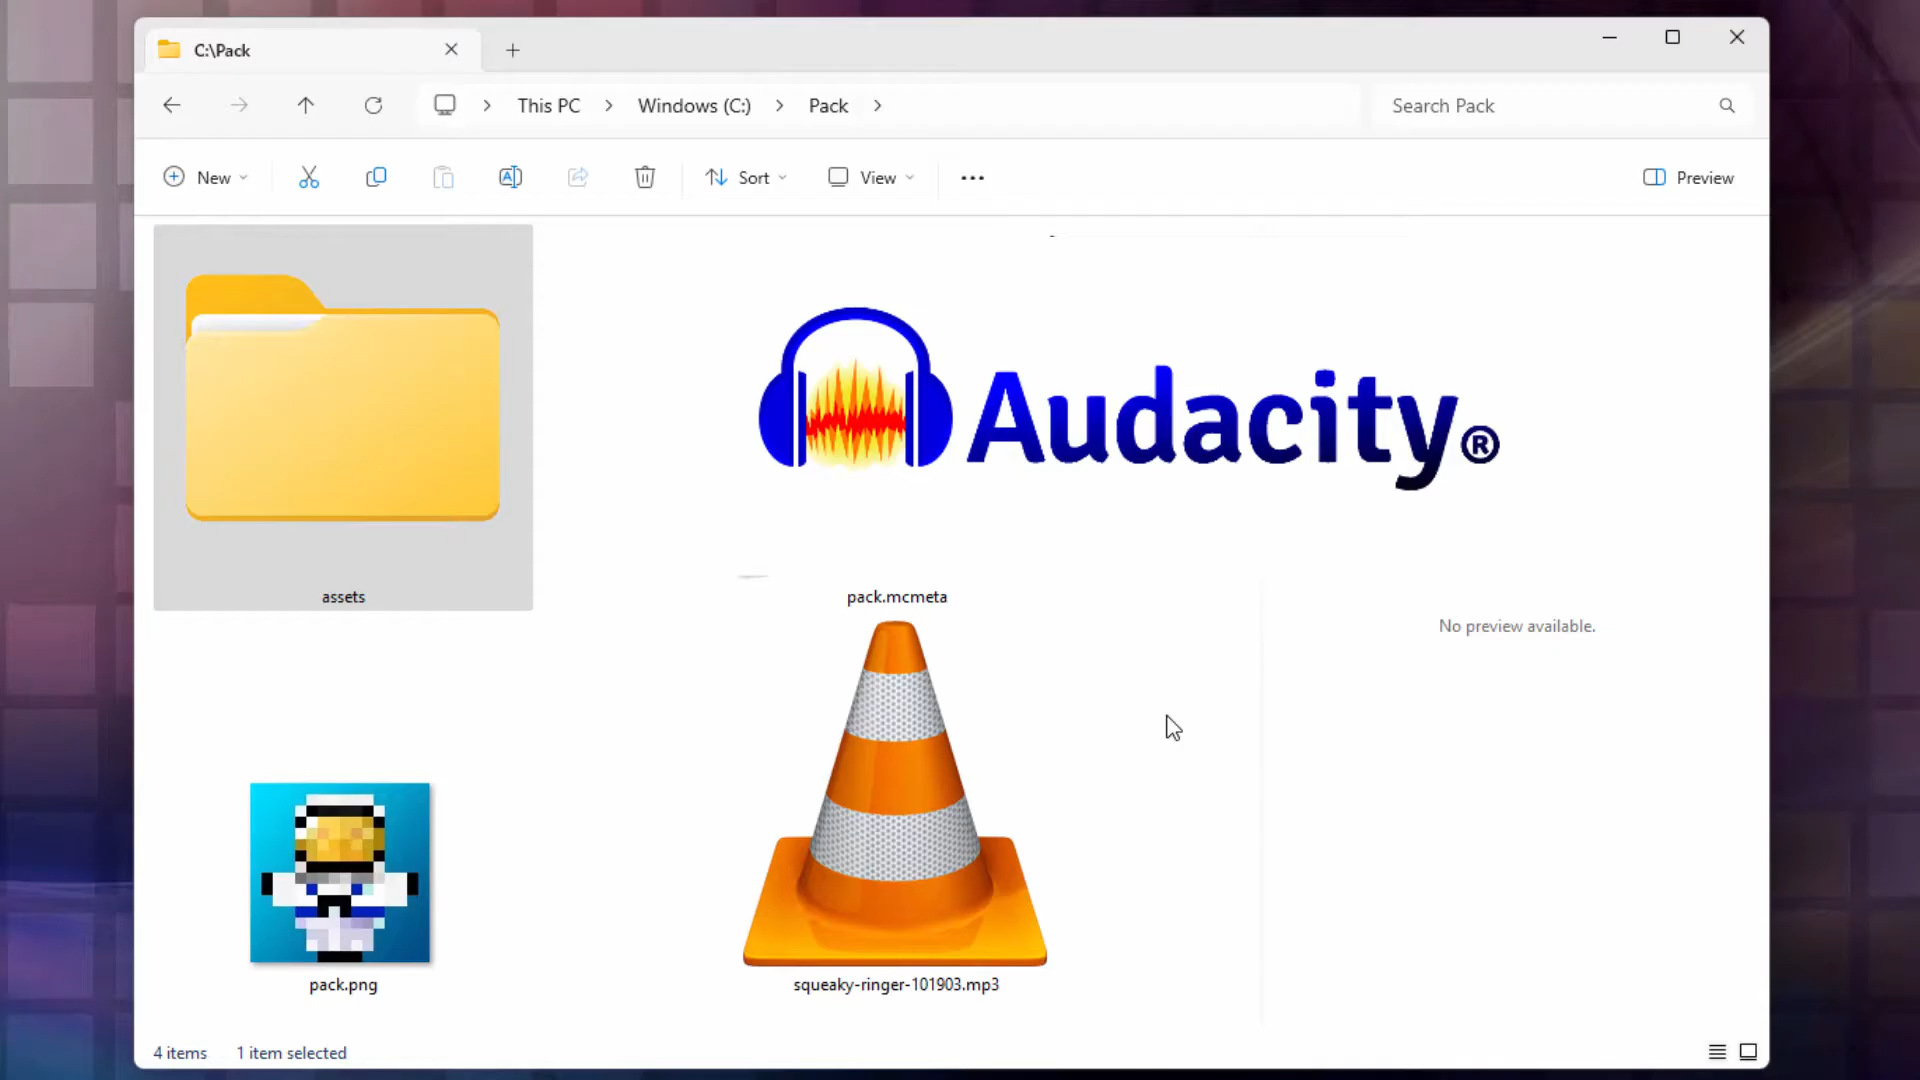 C:\Pack
This PC
Windows (C:)
Pack
Search Pack
New
Sort
View
Preview
Audacity®
assets
pack.mcmeta
No preview available.
pack.png
squeaky-ringer-101903.mp3
4 items
1 item selected